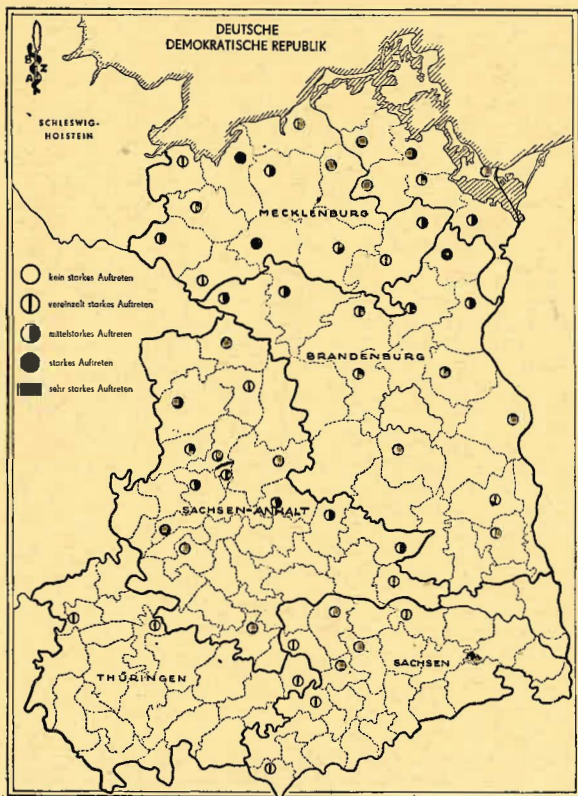 DEUTSCHE
DEMOKRATISCHE REPUBLIK
BZA
SCHLESWIG-
HOLSTEIN
MECKLENBURG
kein starkes Auftreten
vereinzelt starkes Auftreten
mittelstarkes Auftreten
starkes Auftreten
sehr starkes Auftreten
BRANDENBURG
SACHSEN-ANHALT
THÜRINGEN
SACHSEN